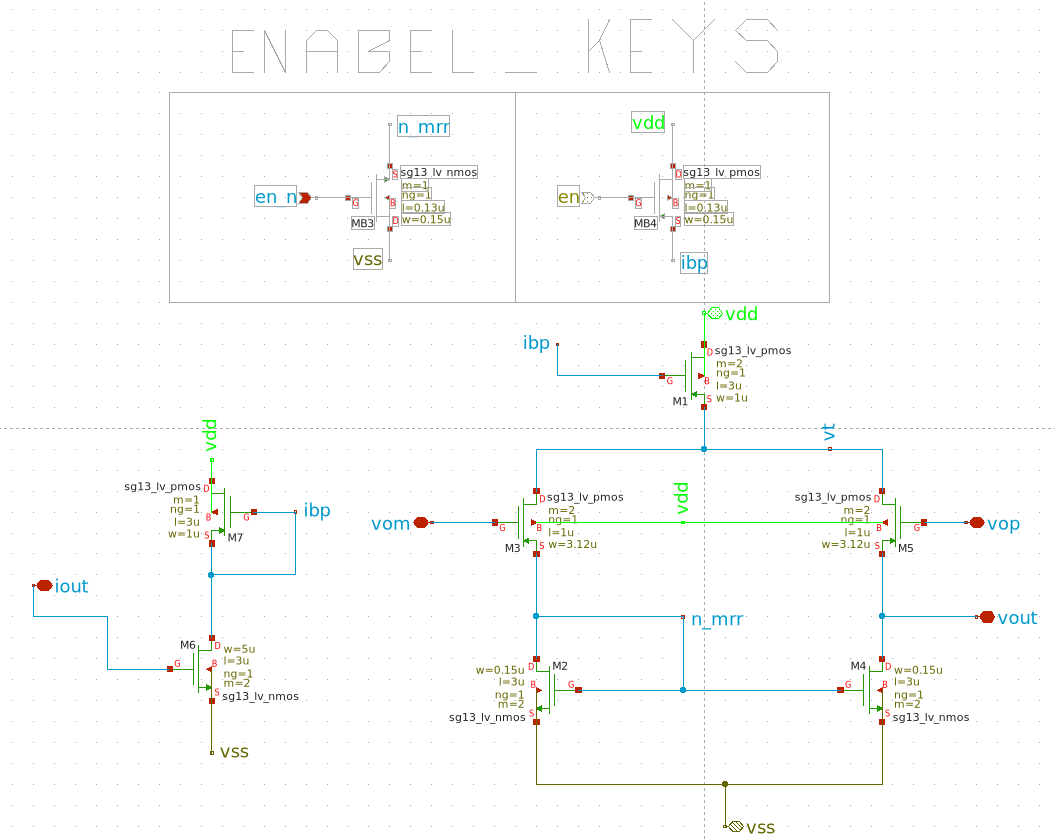 ENABEL_KEYS
n_mrr
S
sg13_lv_nmos
m=1
ng=1
l=0.13u
w=0.15u
en_n
G
B
D
MB3
vss
vdd
D
sg13_lv_pmos
m=1
ng=1
l=0.13u
w=0.15u
en
G
B
S
MB4
ibp
vdd
ibp
D
sg13_lv_pmos
m=2
ng=1
l=3u
w=1u
G
B
S
M1
vt
vdd
sg13_lv_pmos
D
m=1
ng=1
l=3u
w=1u
B
G
S
M7
ibp
vom
G
D
sg13_lv_pmos
m=2
ng=1
l=1u
w=3.12u
B
S
M3
vdd
sg13_lv_pmos
D
m=2
ng=1
l=1u
w=3.12u
B
G
S
M5
vop
iout
M6
D
w=5u
l=3u
ng=1
m=2
G
B
S
sg13_lv_nmos
vss
n_mrr
vout
D
M2
w=0.15u
l=3u
ng=1
m=2
B
G
S
sg13_lv_nmos
M4
D
w=0.15u
l=3u
ng=1
m=2
G
B
S
sg13_lv_nmos
vss